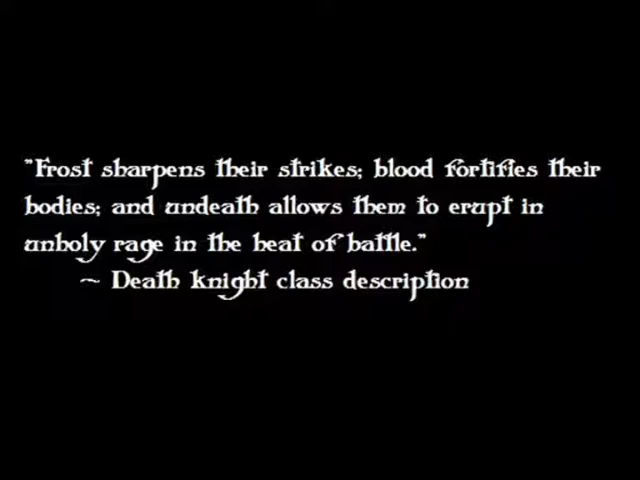 "Frost sharpens their strikes; blood fortifies their
bodies; and undeath allows them to erupt in
unholy rage in the heat of battle."
~ Death knight class description